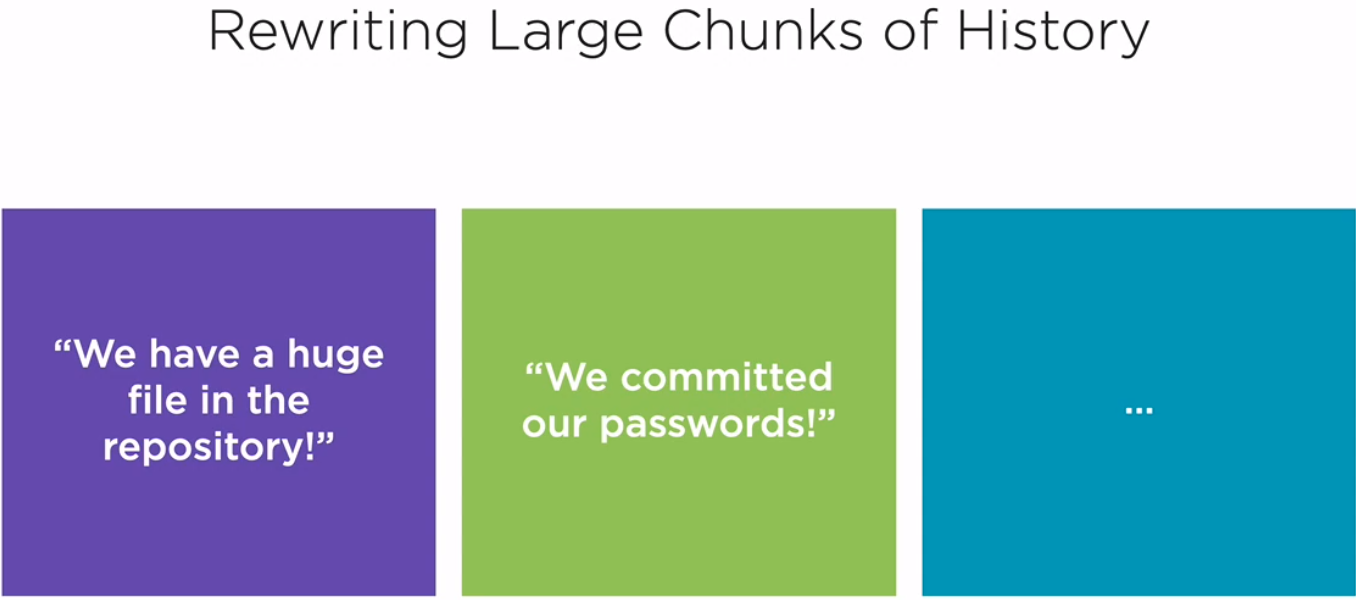 Rewriting Large Chunks of History
“We have a huge
file in the
repository!”
“We committed
our passwords!”
...